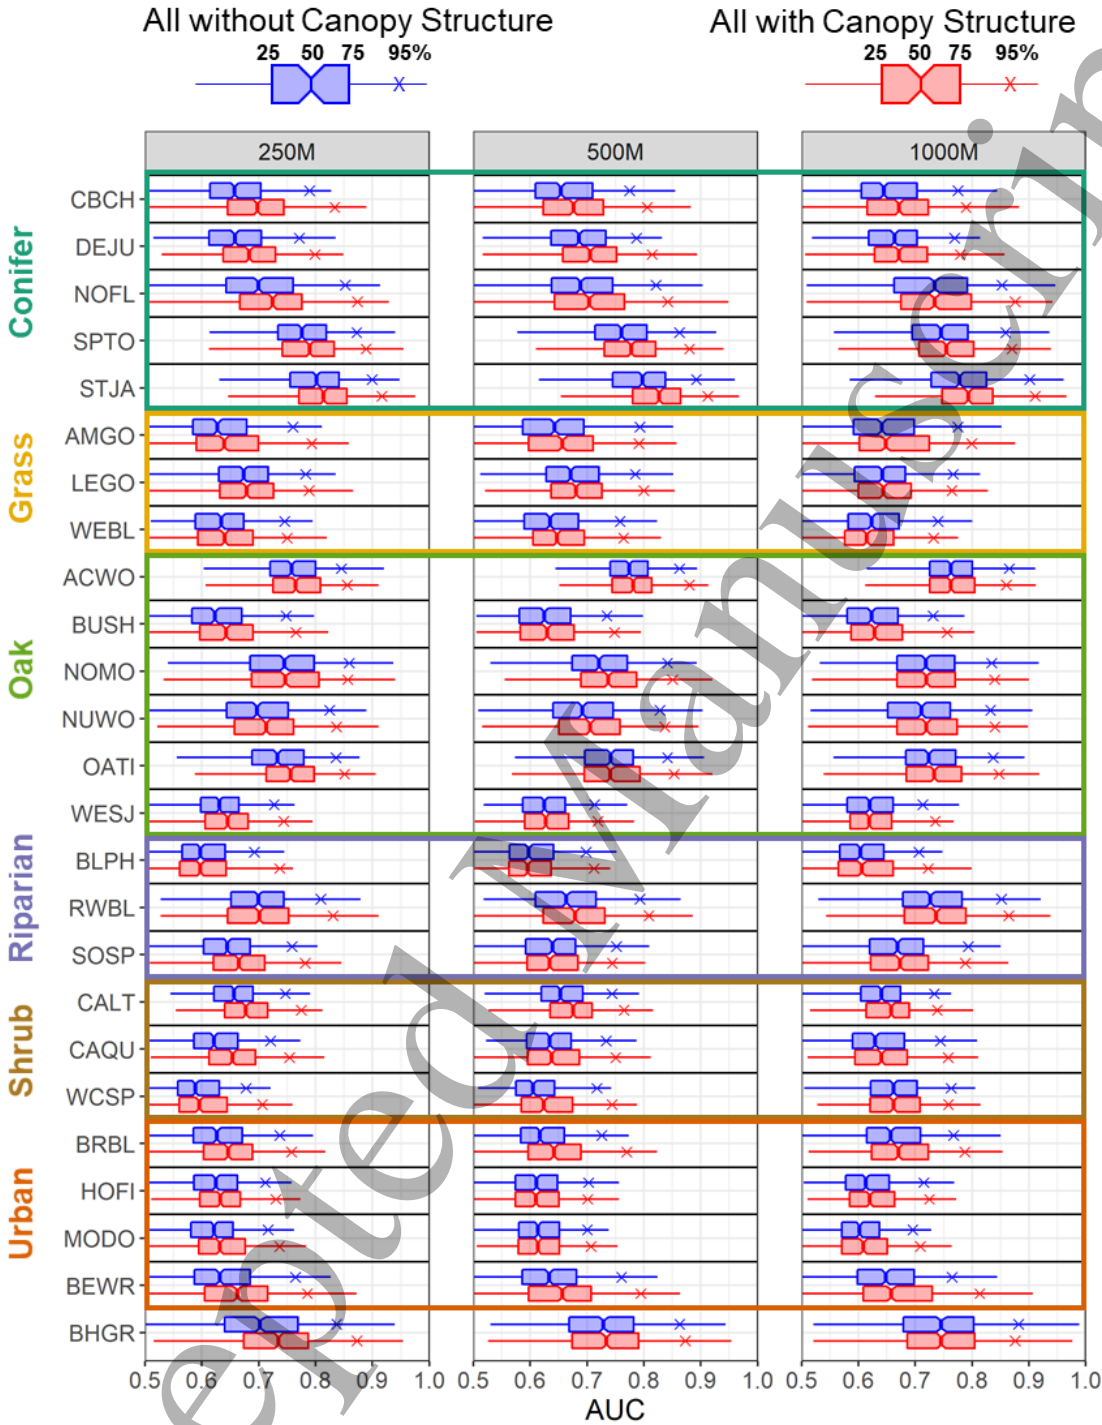 All without Canopy Structure
All with Canopy Structure
25 50 75 95%
25 50 75 95%
250M
500M
1000M
Conifer
CBCH
DEJU
NOFL
SPTO
STJA
Grass
AMGO
LEGO
WEBL
Oak
ACWO
BUSH
NOMO
NUWO
OATI
WESJ
Riparian
BLPH
RWBL
SOSP
Shrub
CALT
CAQU
WCSP
Urban
BRBL
HOFI
MODO
BEWR
BHGR
0.5 0.6 0.7 0.8 0.9 1.0
0.5 0.6 0.7 0.8 0.9 1.0
0.5 0.6 0.7 0.8 0.9 1.0
AUC
epted Manuscrip